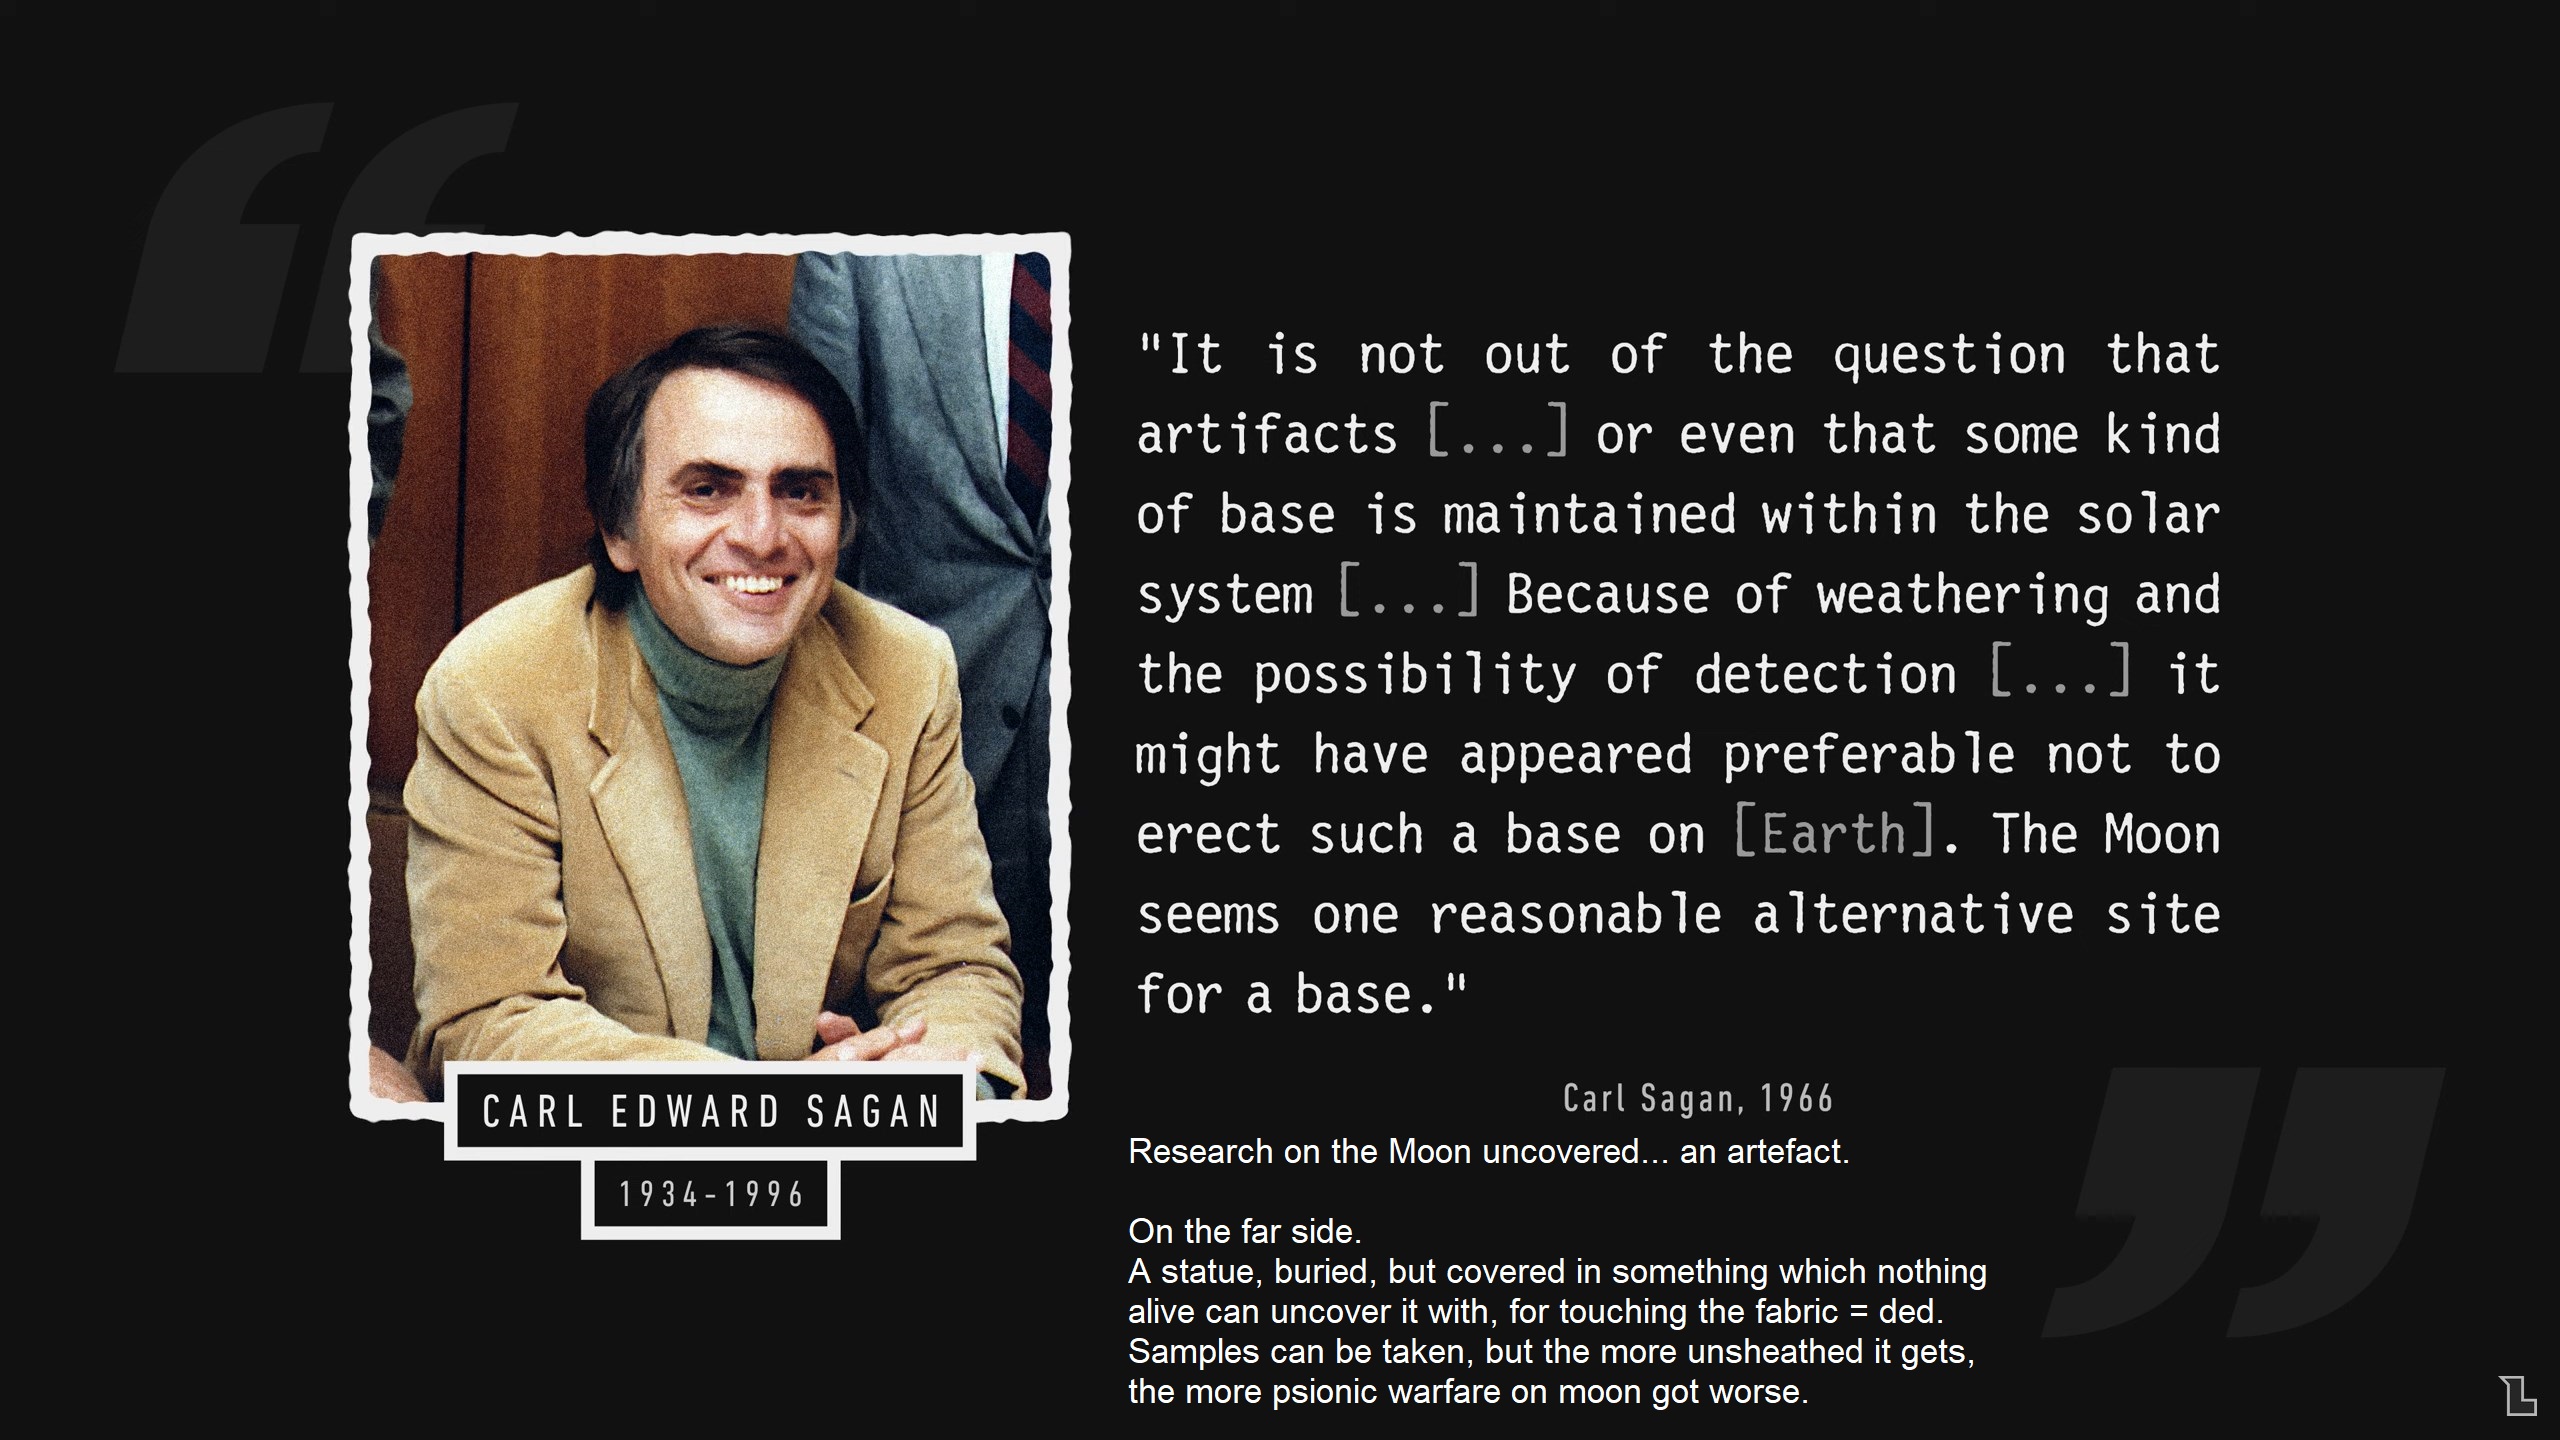 "It is not out of the question that
artifacts [...] or even that some kind
of base is maintained within the solar
system [...] Because of weathering and
the possibility of detection [...] it
might have appeared preferable not to
erect such a base on [Earth]. The Moon
seems one reasonable alternative site
for a base."
Carl Sagan, 1966
CARL EDWARD SAGAN
1934-1996
Research on the Moon uncovered... an artefact.
On the far side.
A statue, buried, but covered in something which nothing
alive can uncover it with, for touching the fabric = ded.
Samples can be taken, but the more unsheathed it gets,
the more psionic warfare on moon got worse.